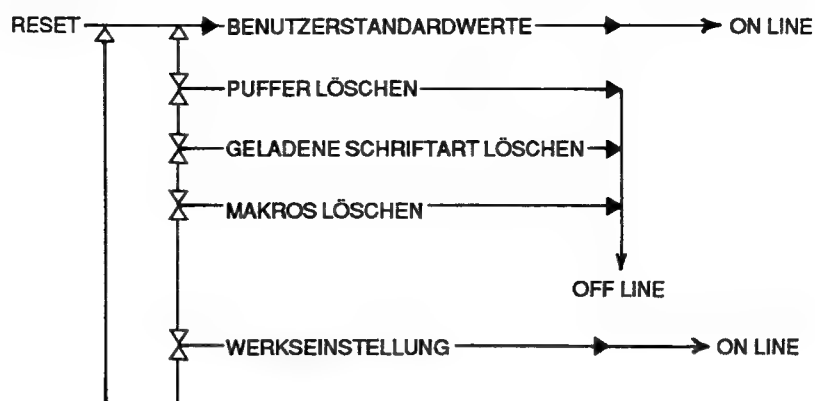 RESET BENUTZERSTANDARDWERTE ON LINE
PUFFER LÖSCHEN
GELADENE SCHRIFTART LÖSCHEN
MAKROS LÖSCHEN
OFF LINE
WERKSEINSTELLUNG ON LINE